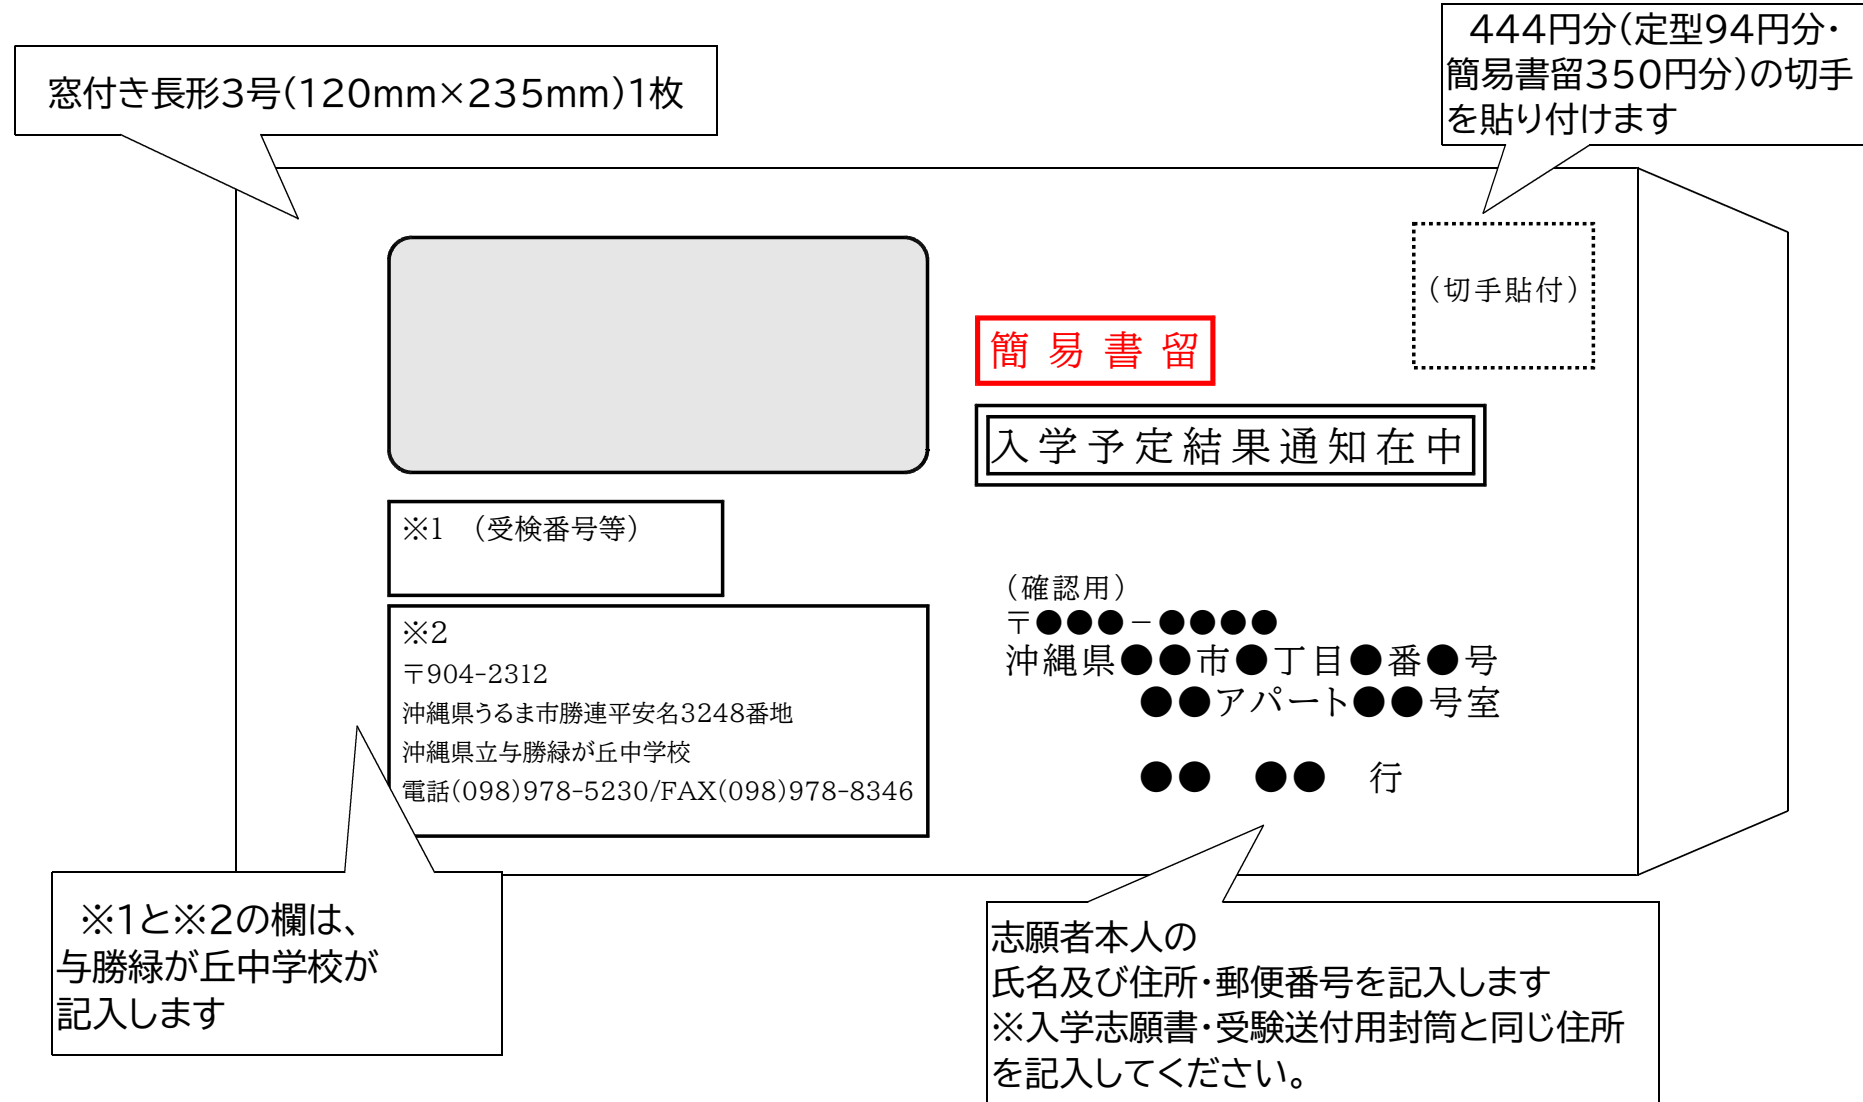 窓付き長形3号(120mm×235mm)1枚
444円分(定型94円分・
簡易書留350円分)の切手
を貼り付けます
(切手貼付)
簡易書留
入学予定結果通知在中
※1 (受検番号等)
※2
〒904-2312
沖縄県うるま市勝連平安名3248番地
沖縄県立与勝緑が丘中学校
電話(098)978-5230/FAX(098)978-8346
(確認用)
〒●●●－●●●●
沖縄県●●市●丁目●番●号
●●アパート●●号室
●● ●● 行
※1と※2の欄は、
与勝緑が丘中学校が
記入します
志願者本人の
氏名及び住所・郵便番号を記入します
※入学志願書・受験送付用封筒と同じ住所
を記入してください。